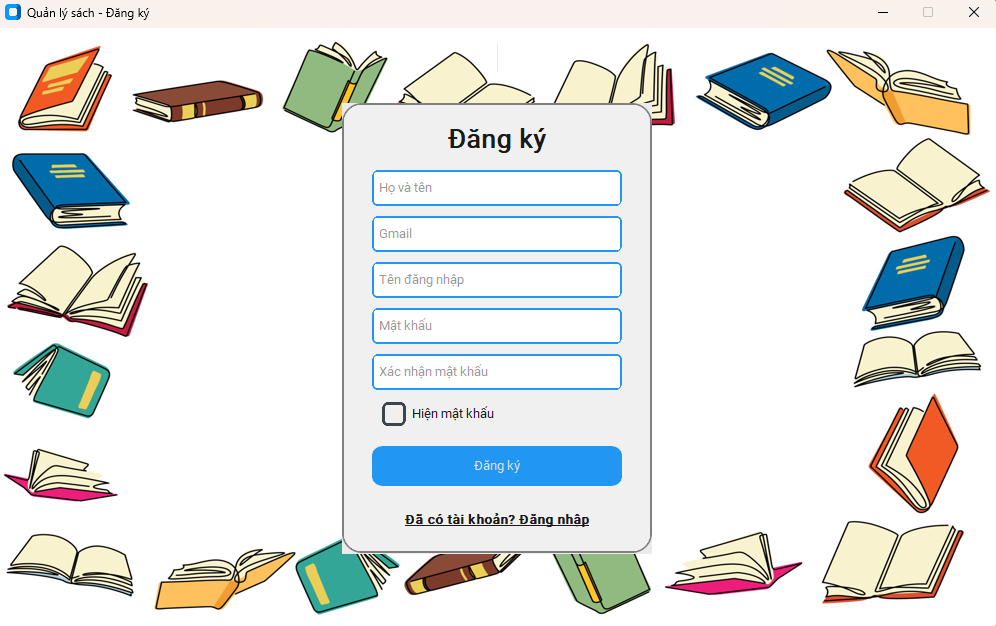 Quản lý sách - Đăng ký
Đăng ký
Họ và tên
Gmail
Tên đăng nhập
Mật khẩu
Xác nhận mật khẩu
Hiện mật khẩu
Đăng ký
Đã có tài khoản? Đăng nhập